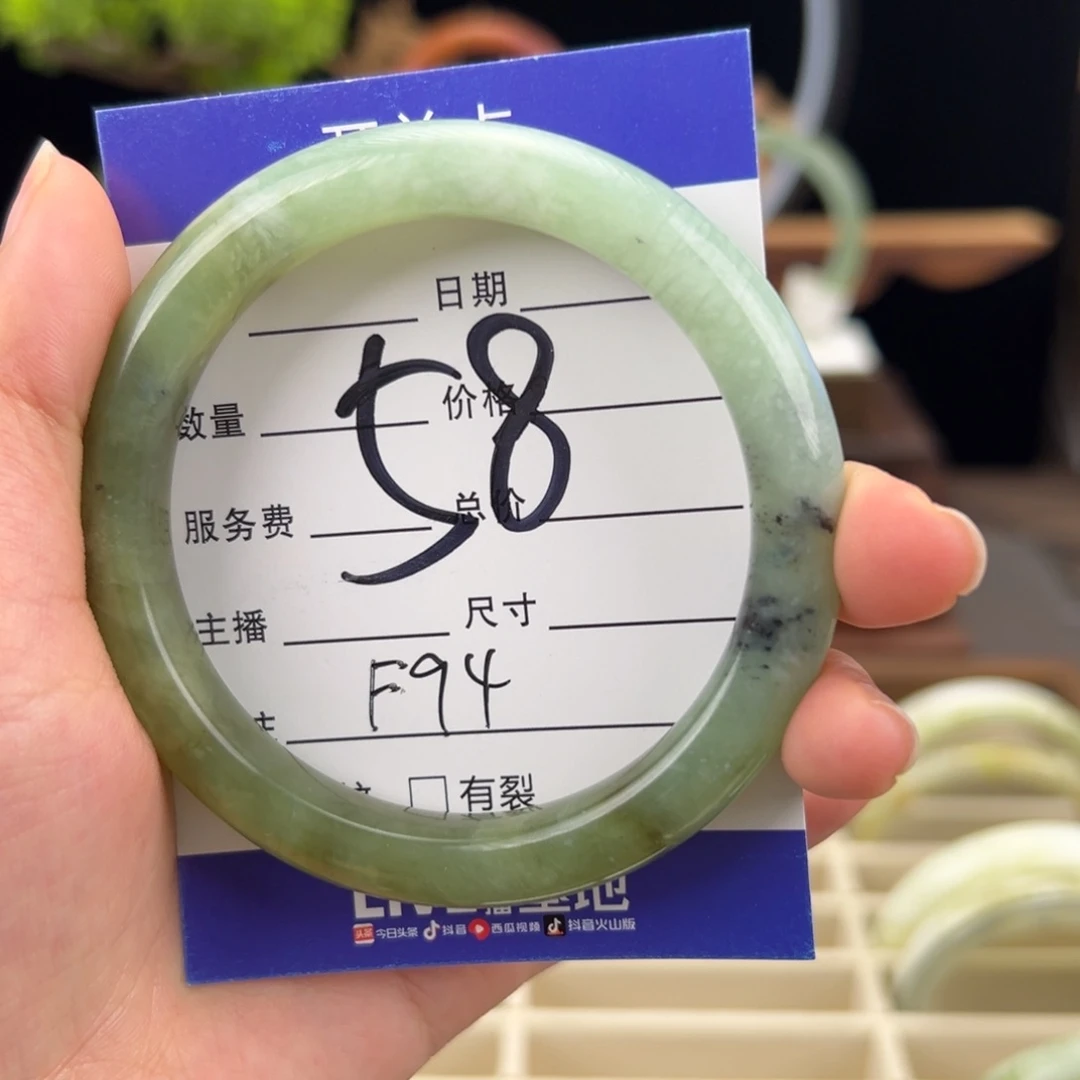 日期
58
数量 价格
服务费 总价
主播 尺寸
F94
有裂
今日头条 抖音 西瓜视频 抖音火山版